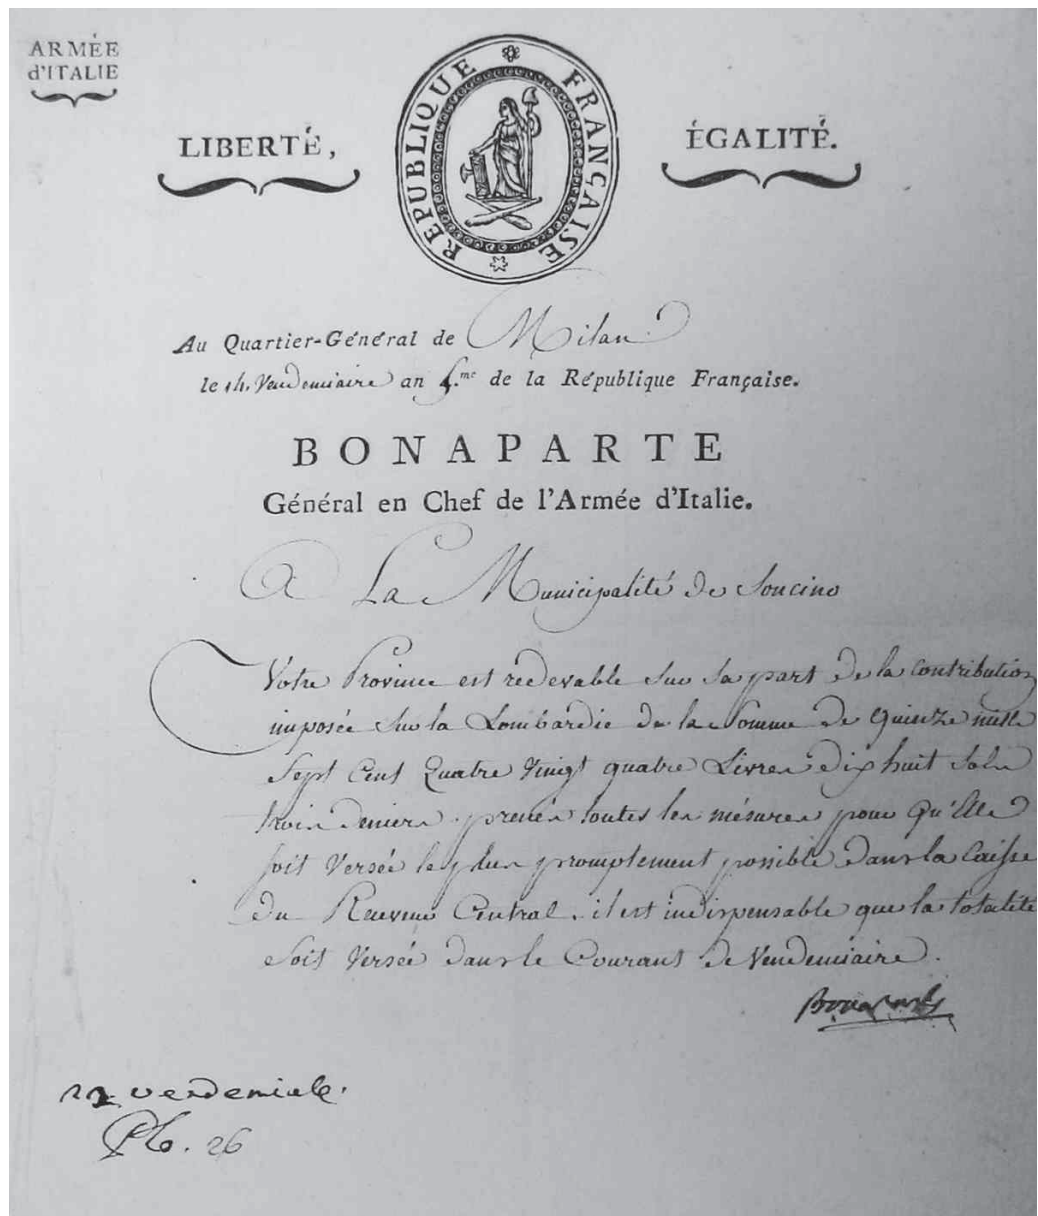 ARMÉE
d'ITALIE
LIBERTÉ,
RÉPUBLIQUE FRANÇAISE
ÉGALITÉ.
Au Quartier-Général de Milan
le 14. Vendemiaire an 5.me de la République Française.
BONAPARTE
Général en Chef de l'Armée d'Italie.
A La Municipalité de Soncino
Votre Province est redevable sur sa part de la contribution
imposée sur la Lombardie de la Somme de quinze mille
Sept Cent Quatre Vingt quatre Livres dix huit Sols
trois deniers. prenés toutes les mésures pour Qu'Elle
soit Versée le plus promptement possible dans la Caisse
du Receveur Central. il est indispensable que la totalité
soit Versée dans le Courant de Vendemiaire.
Bonaparte
22 vendemiale.
26